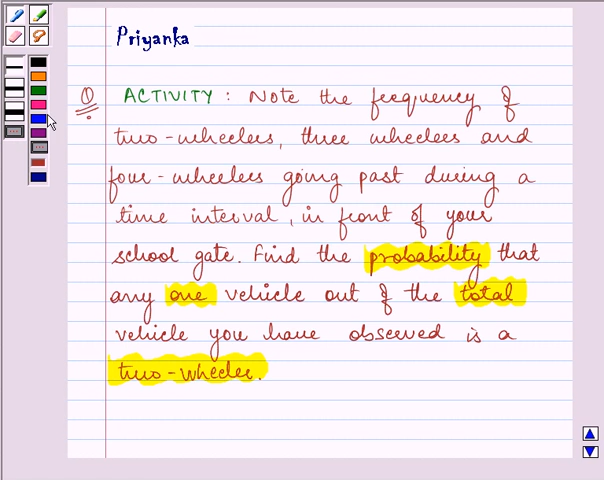 Priyanka
Q ACTIVITY : Note the frequency of
two-wheelers, three wheelers and
four-wheelers going past during a
time interval, in front of your
school gate. Find the probability that
any one vehicle out of the total
vehicle you have observed is a
two-wheeler.